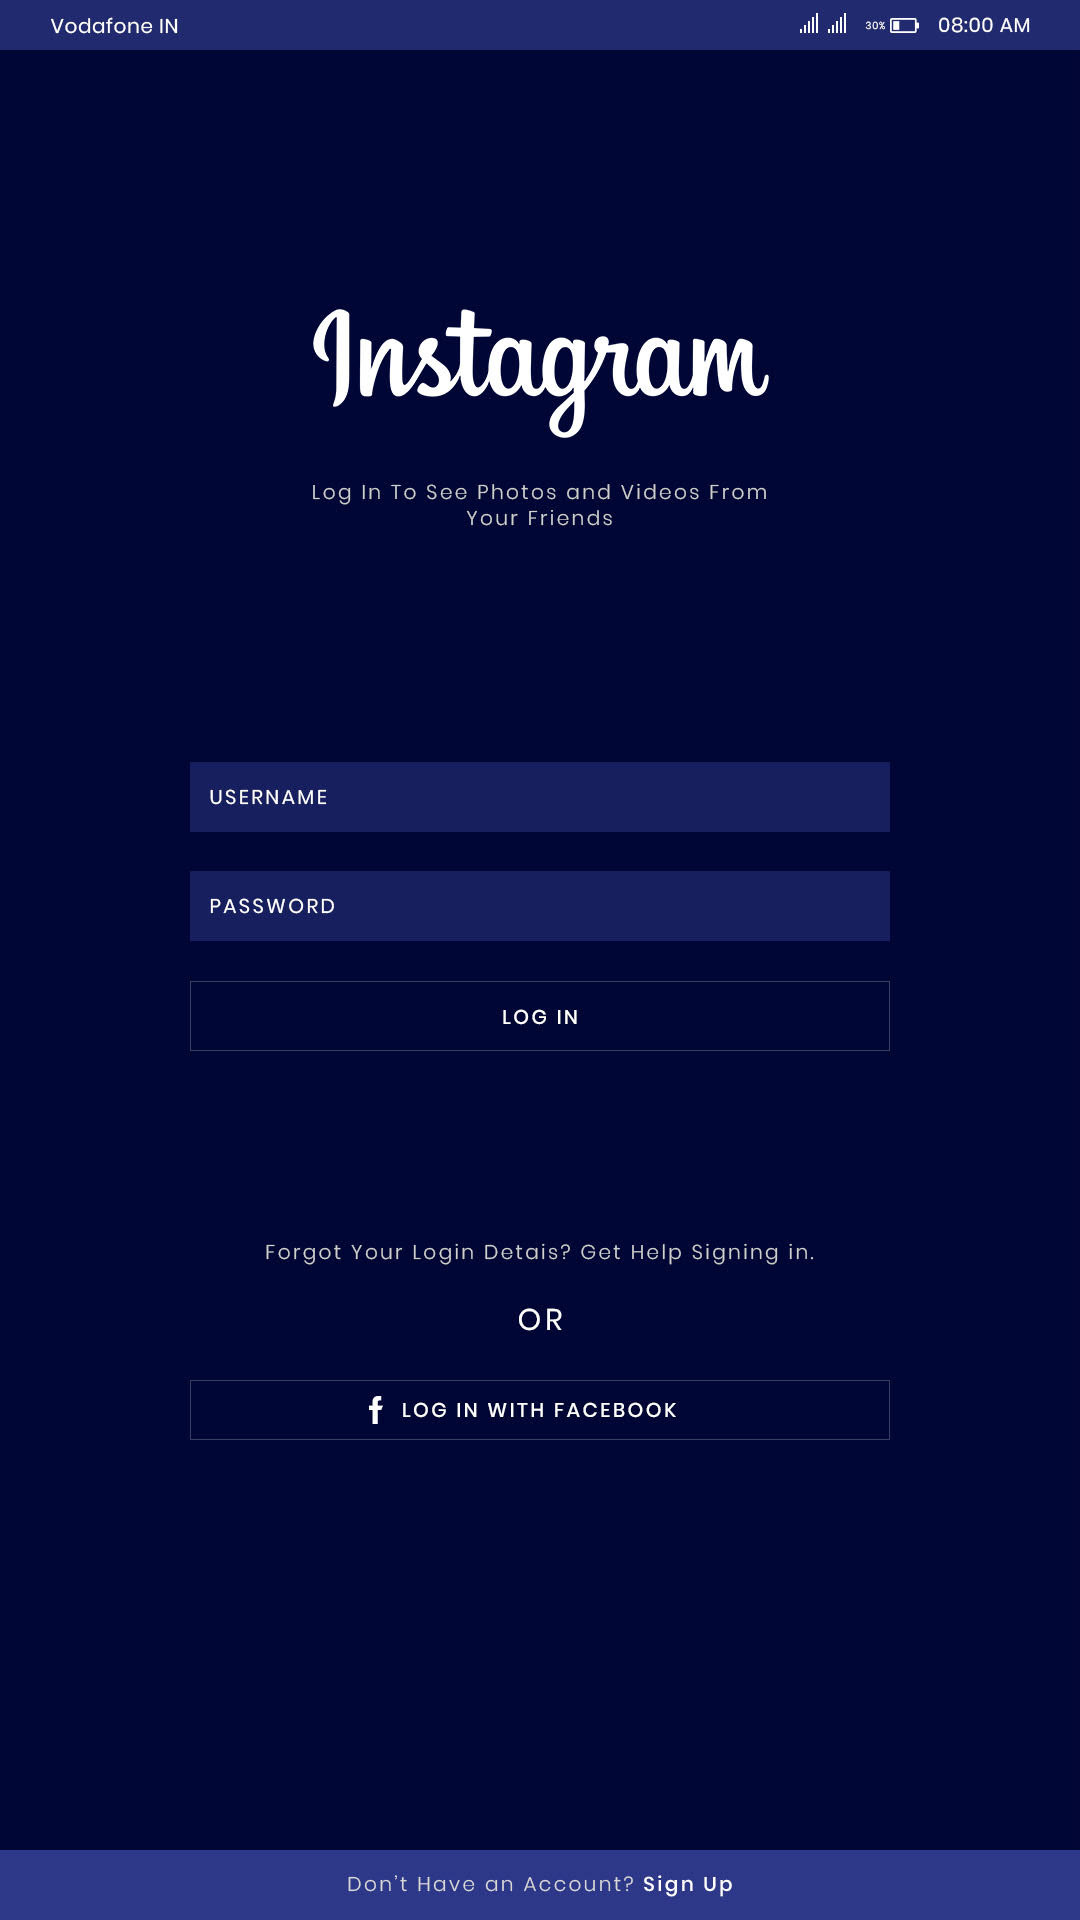 Vodafone IN 30% 08:00 AM
Instagram
Log In To See Photos and Videos From
Your Friends
USERNAME
PASSWORD
LOG IN
Forgot Your Login Detais? Get Help Signing in.
OR
f LOG IN WITH FACEBOOK
Don't Have an Account? Sign Up